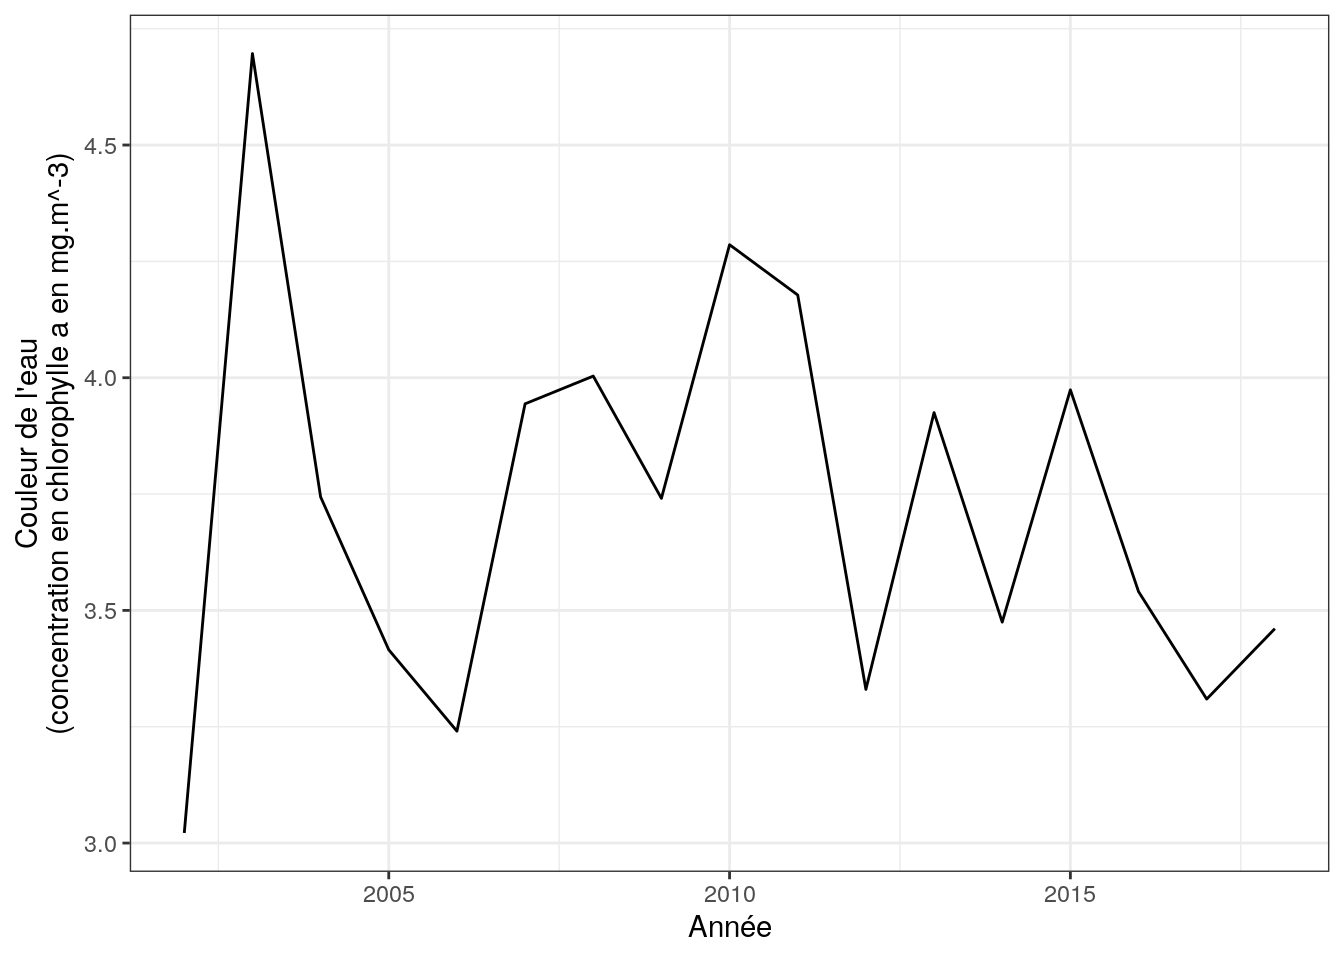 Couleur de l'eau
(concentration en chlorophylle a en mg.m^-3)
4.5
4.0
3.5
3.0
2005
2010
2015
Année